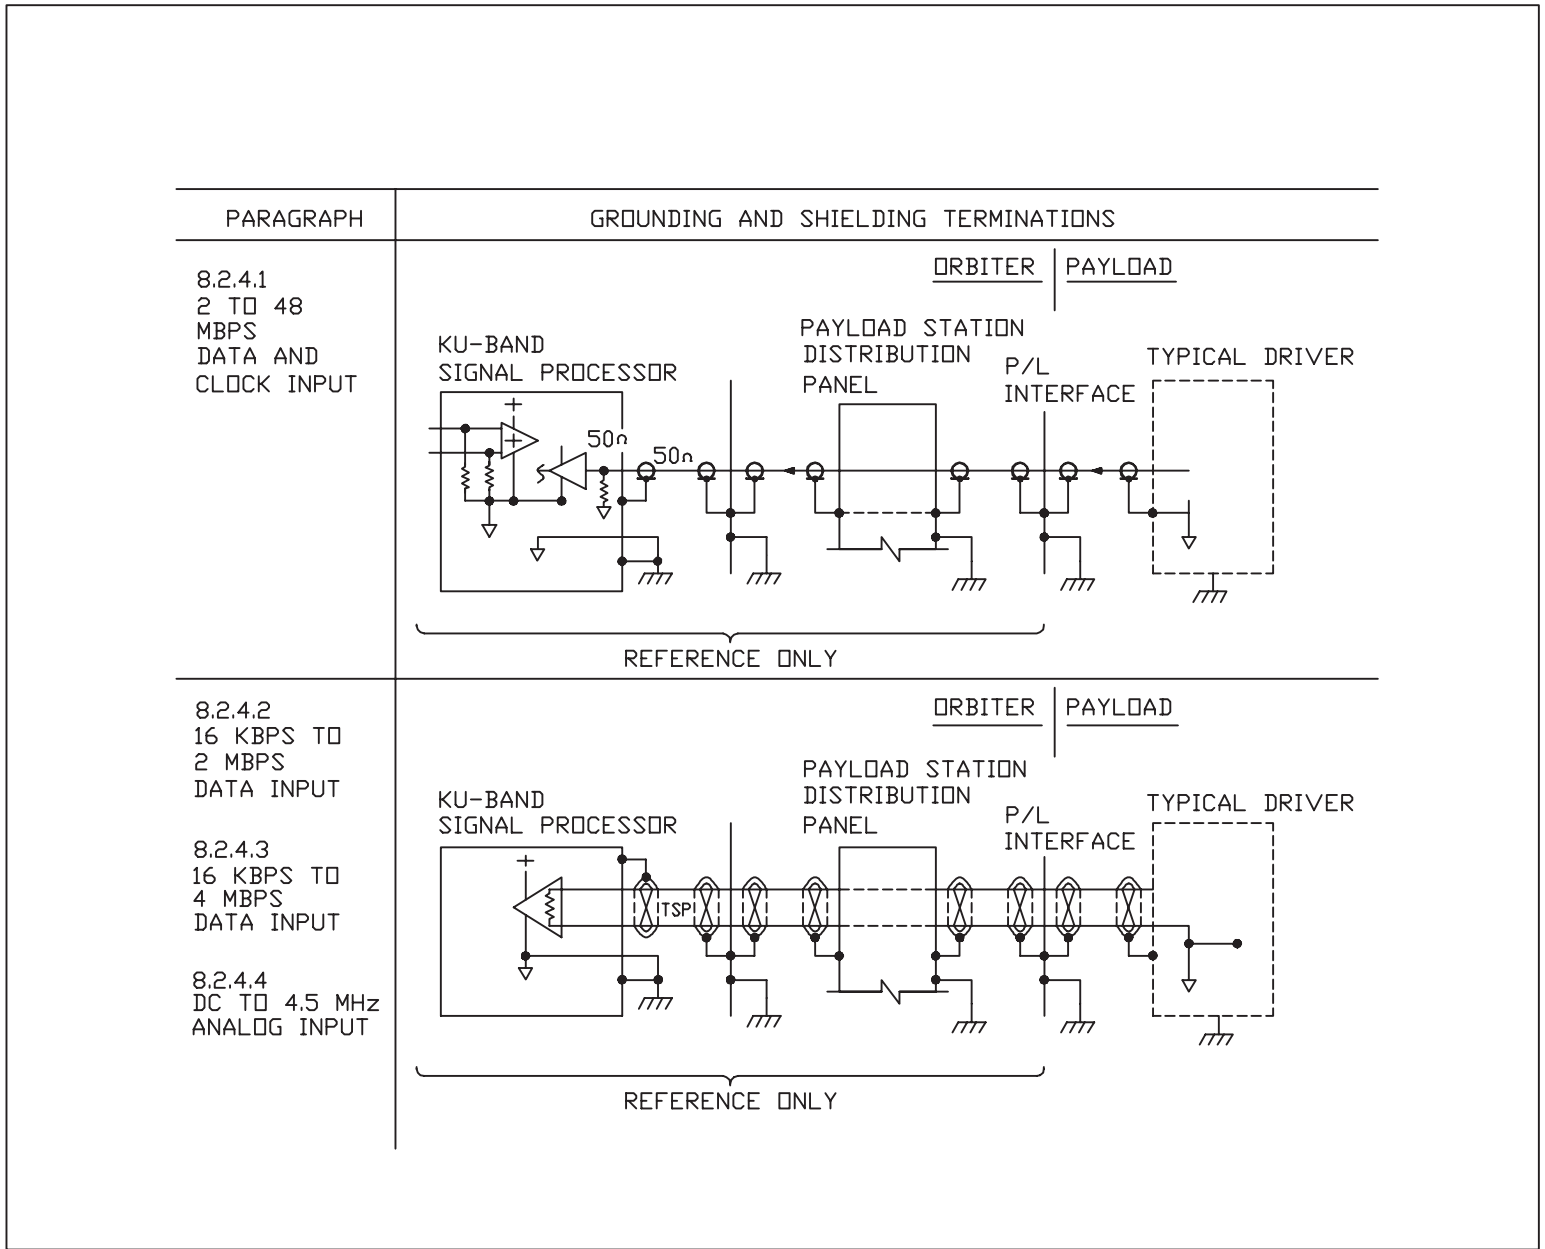 PARAGRAPH
GROUNDING AND SHIELDING TERMINATIONS
8.2.4.1
2 TO 48
MBPS
DATA AND
CLOCK INPUT
ORBITER
PAYLOAD
KU-BAND
SIGNAL PROCESSOR
PAYLOAD STATION
DISTRIBUTION
PANEL
P/L
INTERFACE
TYPICAL DRIVER
50Ω
50Ω
REFERENCE ONLY
8.2.4.2
16 KBPS TO
2 MBPS
DATA INPUT
8.2.4.3
16 KBPS TO
4 MBPS
DATA INPUT
8.2.4.4
DC TO 4.5 MHz
ANALOG INPUT
ORBITER
PAYLOAD
KU-BAND
SIGNAL PROCESSOR
PAYLOAD STATION
DISTRIBUTION
PANEL
P/L
INTERFACE
TYPICAL DRIVER
TSP
REFERENCE ONLY